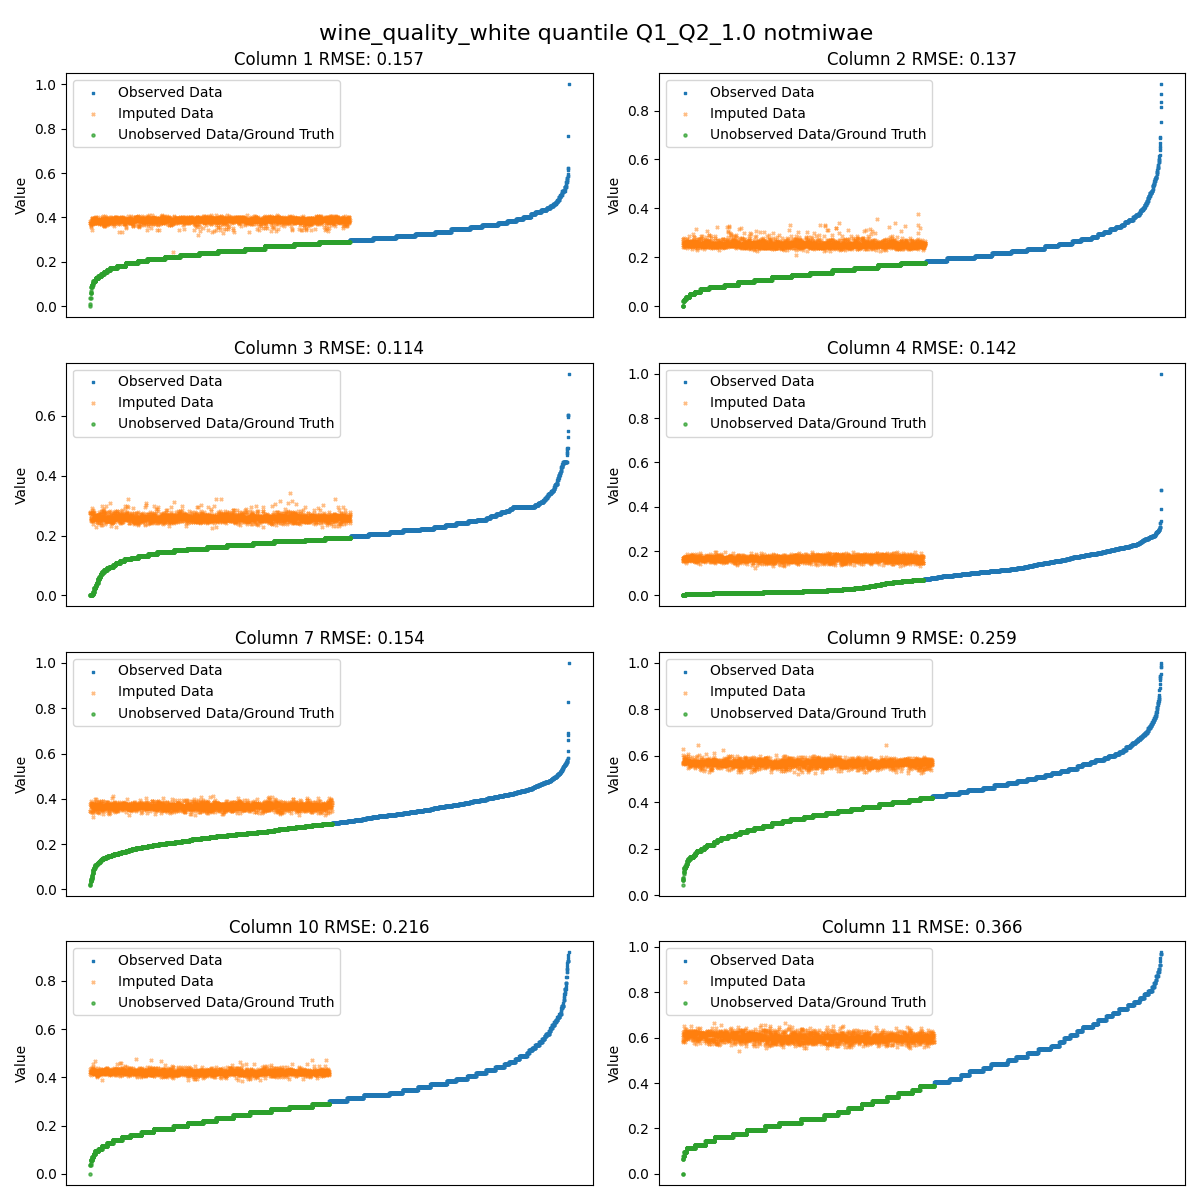 wine_quality_white quantile Q1_Q2_1.0 notmiwae
Column 1 RMSE: 0.157
Value
1.0
0.8
0.6
0.4
0.2
0.0
Observed Data
Imputed Data
Unobserved Data/Ground Truth
Column 2 RMSE: 0.137
Value
0.8
0.6
0.4
0.2
0.0
Observed Data
Imputed Data
Unobserved Data/Ground Truth
Column 3 RMSE: 0.114
Value
0.6
0.4
0.2
0.0
Observed Data
Imputed Data
Unobserved Data/Ground Truth
Column 4 RMSE: 0.142
Value
1.0
0.8
0.6
0.4
0.2
0.0
Observed Data
Imputed Data
Unobserved Data/Ground Truth
Column 7 RMSE: 0.154
Value
1.0
0.8
0.6
0.4
0.2
0.0
Observed Data
Imputed Data
Unobserved Data/Ground Truth
Column 9 RMSE: 0.259
Value
1.0
0.8
0.6
0.4
0.2
0.0
Observed Data
Imputed Data
Unobserved Data/Ground Truth
Column 10 RMSE: 0.216
Value
0.8
0.6
0.4
0.2
0.0
Observed Data
Imputed Data
Unobserved Data/Ground Truth
Column 11 RMSE: 0.366
Value
1.0
0.8
0.6
0.4
0.2
0.0
Observed Data
Imputed Data
Unobserved Data/Ground Truth